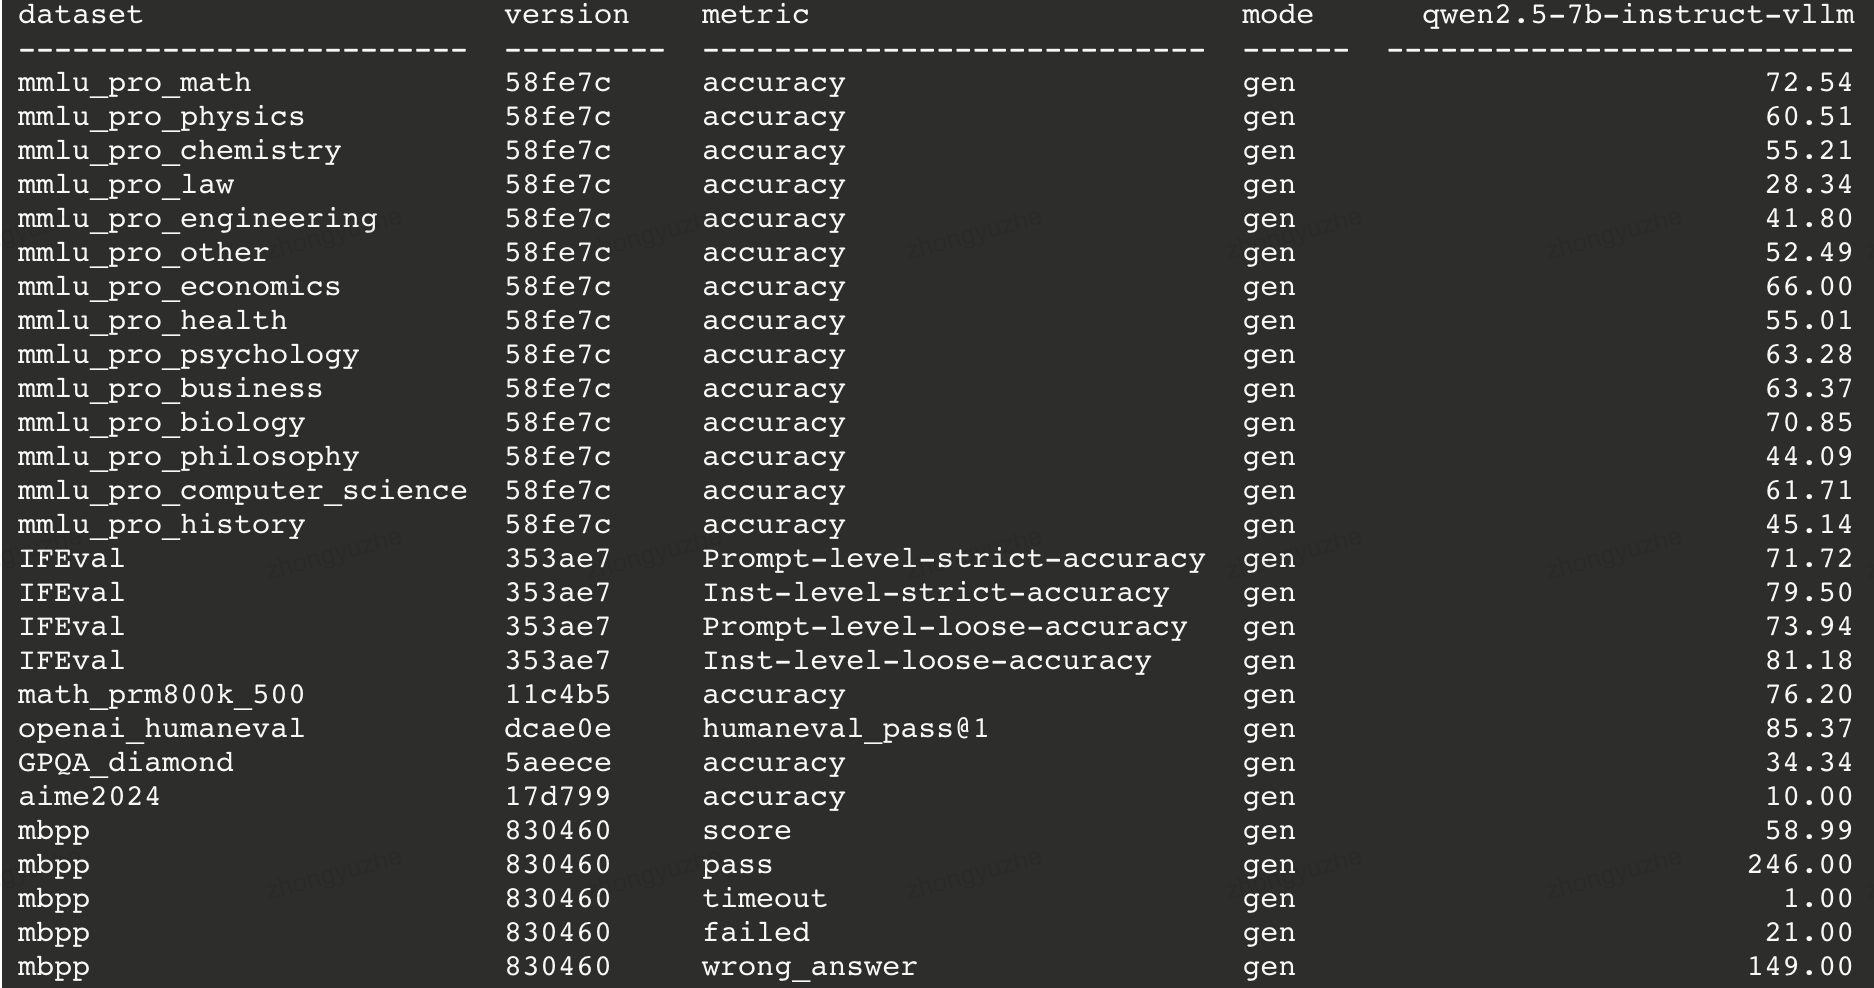 dataset version metric mode qwen2.5-7b-instruct-vllm
------------------------- --------- ---------------------------- ------ --------------------------
mmlu_pro_math 58fe7c accuracy gen 72.54
mmlu_pro_physics 58fe7c accuracy gen 60.51
mmlu_pro_chemistry 58fe7c accuracy gen 55.21
mmlu_pro_law 58fe7c accuracy gen 28.34
mmlu_pro_engineering 58fe7c accuracy gen 41.80
mmlu_pro_other 58fe7c accuracy gen 52.49
mmlu_pro_economics 58fe7c accuracy gen 66.00
mmlu_pro_health 58fe7c accuracy gen 55.01
mmlu_pro_psychology 58fe7c accuracy gen 63.28
mmlu_pro_business 58fe7c accuracy gen 63.37
mmlu_pro_biology 58fe7c accuracy gen 70.85
mmlu_pro_philosophy 58fe7c accuracy gen 44.09
mmlu_pro_computer_science 58fe7c accuracy gen 61.71
mmlu_pro_history 58fe7c accuracy gen 45.14
IFEval 353ae7 Prompt-level-strict-accuracy gen 71.72
IFEval 353ae7 Inst-level-strict-accuracy gen 79.50
IFEval 353ae7 Prompt-level-loose-accuracy gen 73.94
IFEval 353ae7 Inst-level-loose-accuracy gen 81.18
math_prm800k_500 11c4b5 accuracy gen 76.20
openai_humaneval dcae0e humaneval_pass@1 gen 85.37
GPQA_diamond 5aeece accuracy gen 34.34
aime2024 17d799 accuracy gen 10.00
mbpp 830460 score gen 58.99
mbpp 830460 pass gen 246.00
mbpp 830460 timeout gen 1.00
mbpp 830460 failed gen 21.00
mbpp 830460 wrong_answer gen 149.00
zhongyuzhe